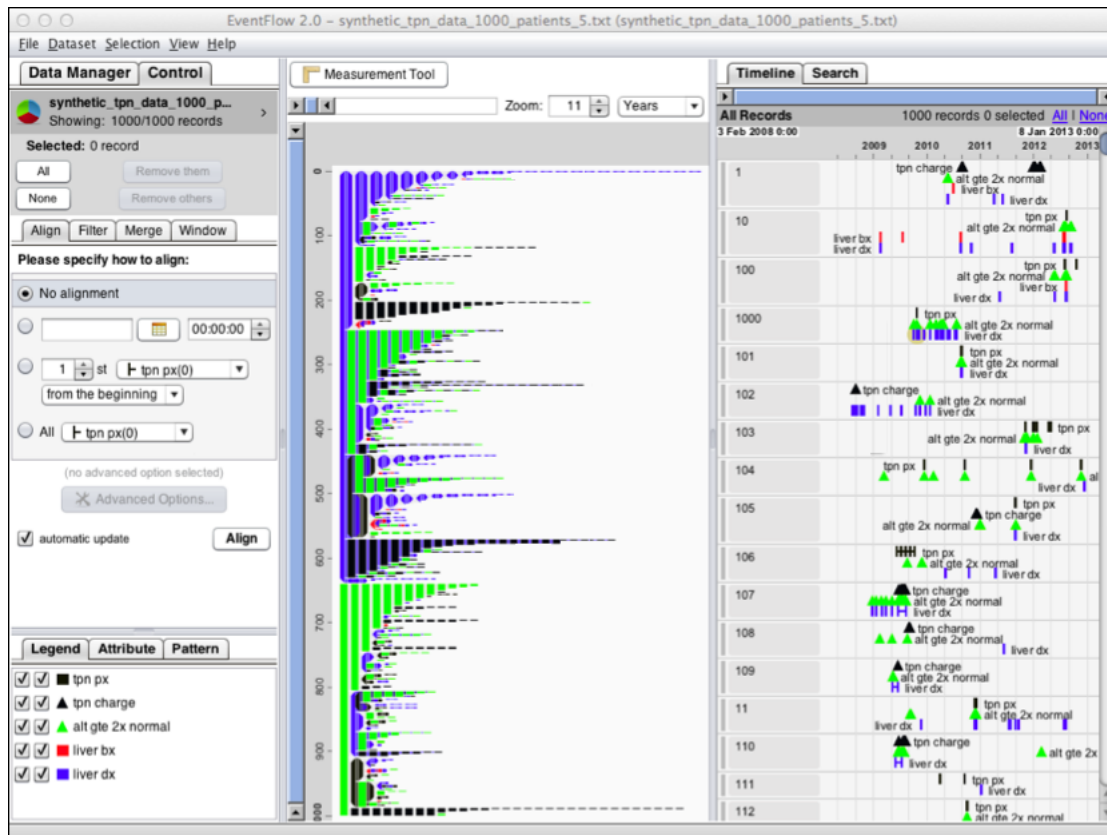 EventFlow 2.0 – synthetic_tpn_data_1000_patients_5.txt (synthetic_tpn_data_1000_patients_5.txt)
File Dataset Selection View Help
Data Manager Control
synthetic_tpn_data_1000_p...
Showing: 1000/1000 records
Selected: 0 record
All Remove them
None Remove others
Align Filter Merge Window
Please specify how to align:
No alignment
00:00:00
1 st tpn px(0)
from the beginning
All tpn px(0)
(no advanced option selected)
Advanced Options...
automatic update Align
Legend Attribute Pattern
tpn px
tpn charge
alt gte 2x normal
liver bx
liver dx
Measurement Tool
Zoom: 11 Years
0
100
200
300
400
500
600
700
800
900
Timeline Search
All Records 1000 records 0 selected All | None
3 Feb 2008 0:00 8 Jan 2013 0:00
2009 2010 2011 2012 2013
1
tpn charge
alt gte 2x normal
liver bx
liver dx
10
tpn px
alt gte 2x normal
liver bx
liver dx
100
tpn px
alt gte 2x normal
liver bx
liver dx
1000
tpn px
alt gte 2x normal
liver dx
101
tpn px
alt gte 2x normal
liver dx
102
tpn charge
alt gte 2x normal
liver dx
103
tpn px
alt gte 2x normal
liver dx
104
tpn px
al
liver dx
105
tpn px
tpn charge
alt gte 2x normal
liver dx
106
tpn px
alt gte 2x normal
liver dx
107
tpn charge
alt gte 2x normal
liver dx
108
tpn charge
alt gte 2x normal
liver dx
109
tpn charge
alt gte 2x normal
liver dx
11
tpn px
alt gte 2x normal
liver dx
110
tpn charge
alt gte 2x
liver dx
111
tpn px
liver dx
112
tpn px
alt gte 2x normal